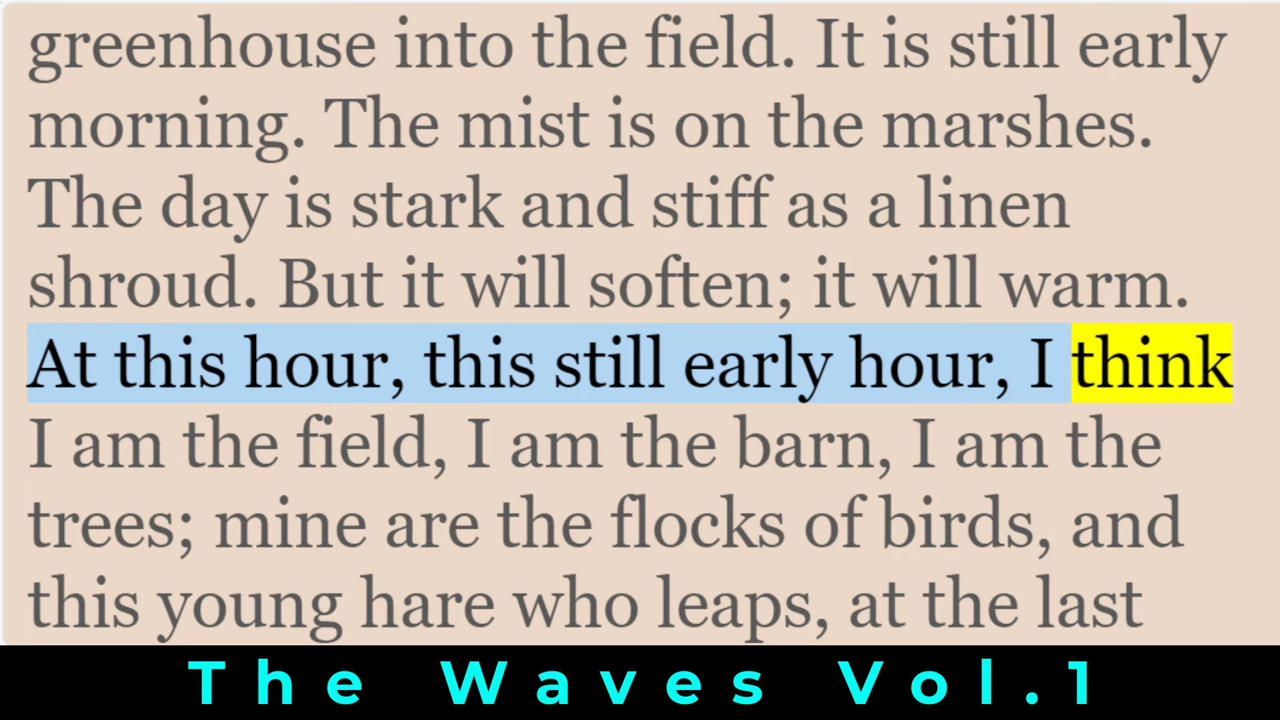 greenhouse into the field. It is still early
morning. The mist is on the marshes.
The day is stark and stiff as a linen
shroud. But it will soften; it will warm.
At this hour, this still early hour, I think
I am the field, I am the barn, I am the
trees; mine are the flocks of birds, and
this young hare who leaps, at the last
The Waves Vol.1